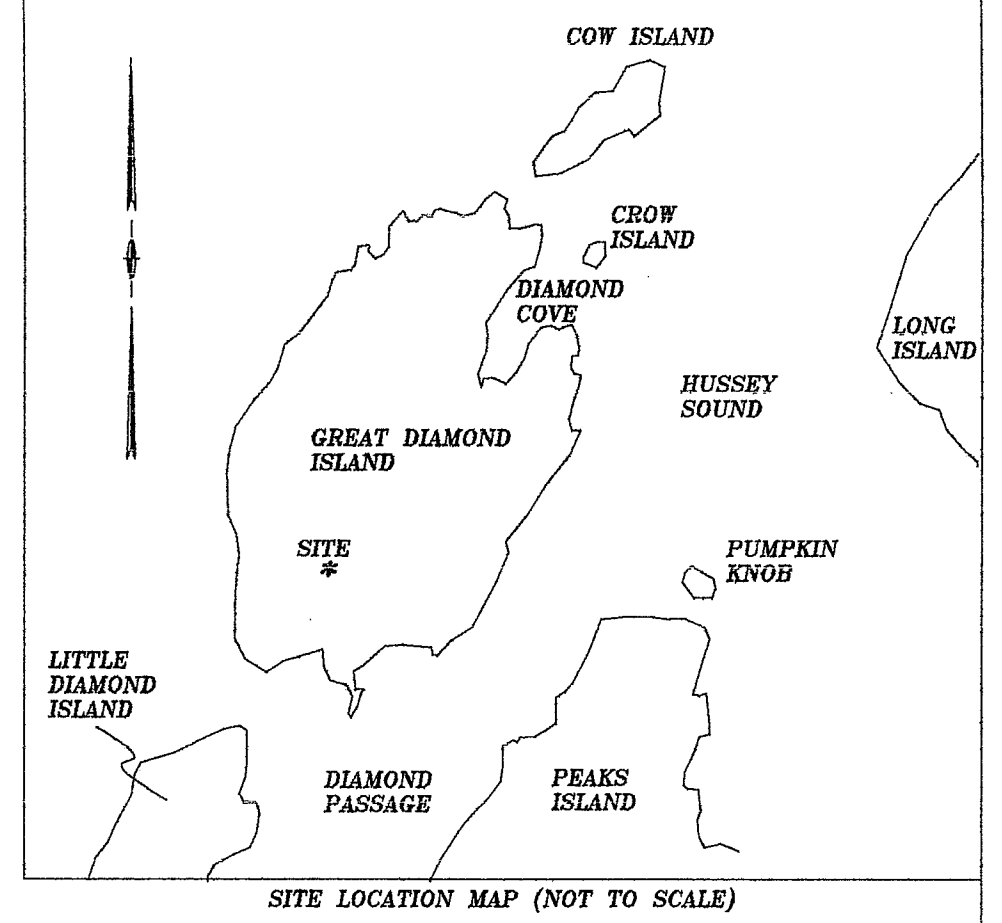 COW ISLAND
CROW
ISLAND
DIAMOND
COVE
LONG
ISLAND
HUSSEY
SOUND
GREAT DIAMOND
ISLAND
SITE
*
PUMPKIN
KNOB
LITTLE
DIAMOND
ISLAND
DIAMOND
PASSAGE
PEAKS
ISLAND
SITE LOCATION MAP (NOT TO SCALE)